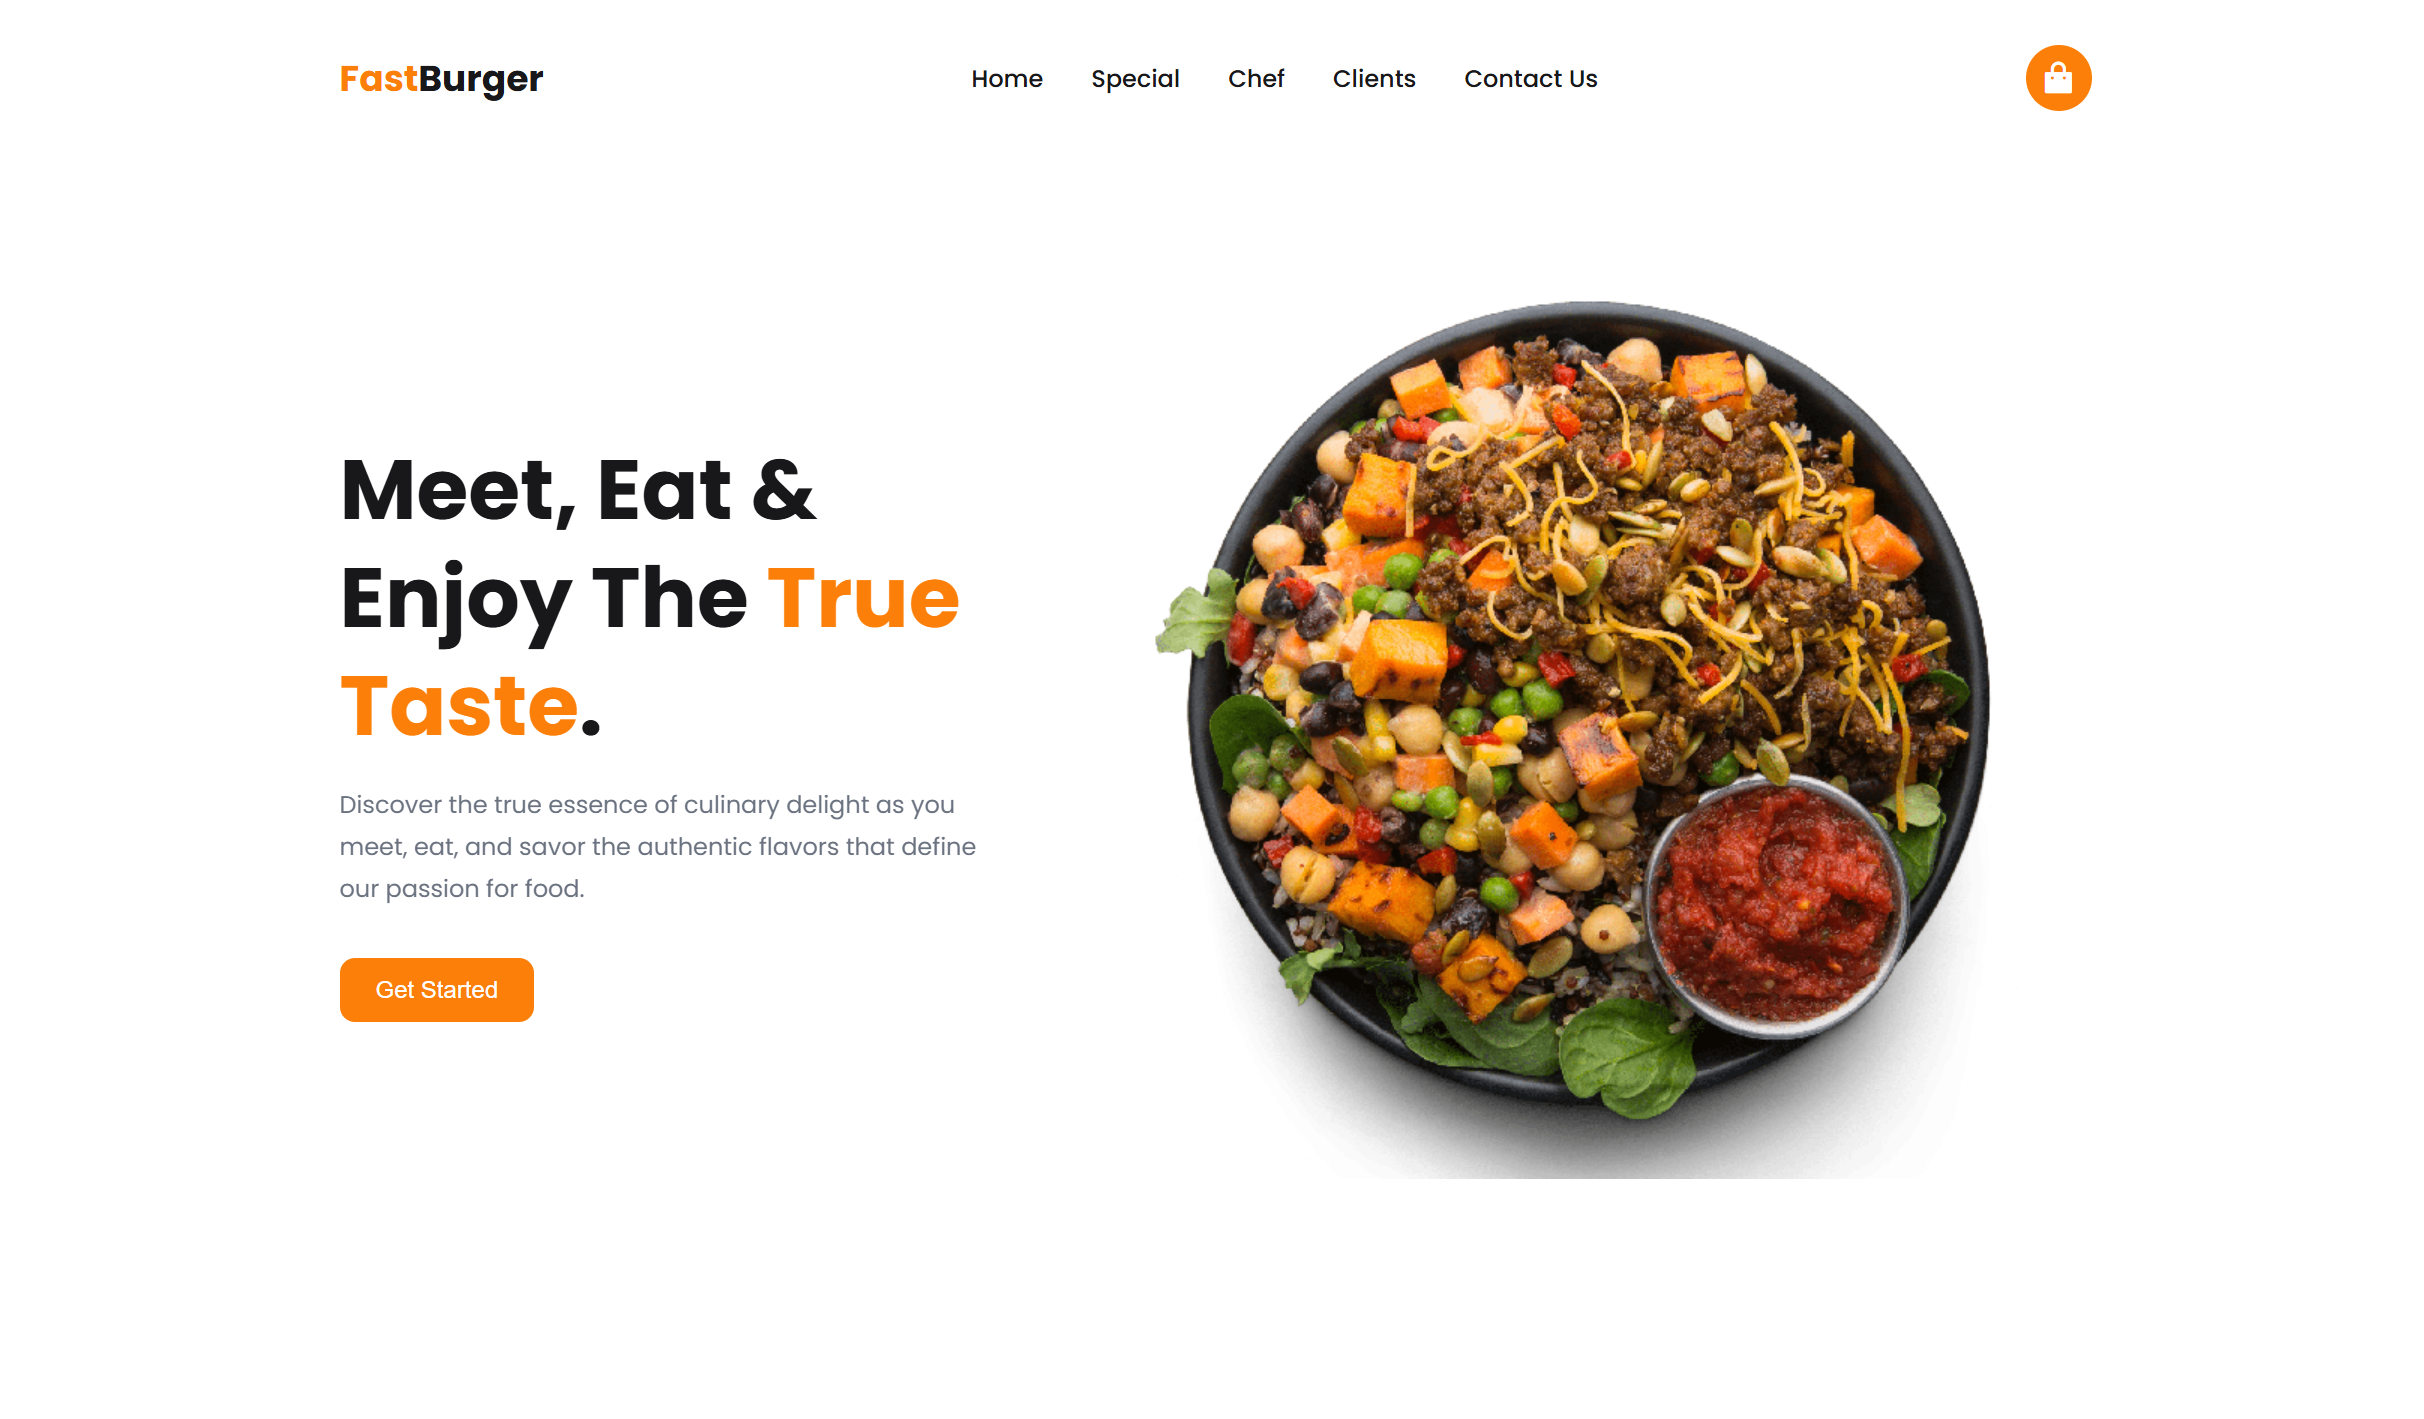 FastBurger
Home Special Chef Clients Contact Us
Meet, Eat &
Enjoy The True
Taste.
Discover the true essence of culinary delight as you
meet, eat, and savor the authentic flavors that define
our passion for food.
Get Started